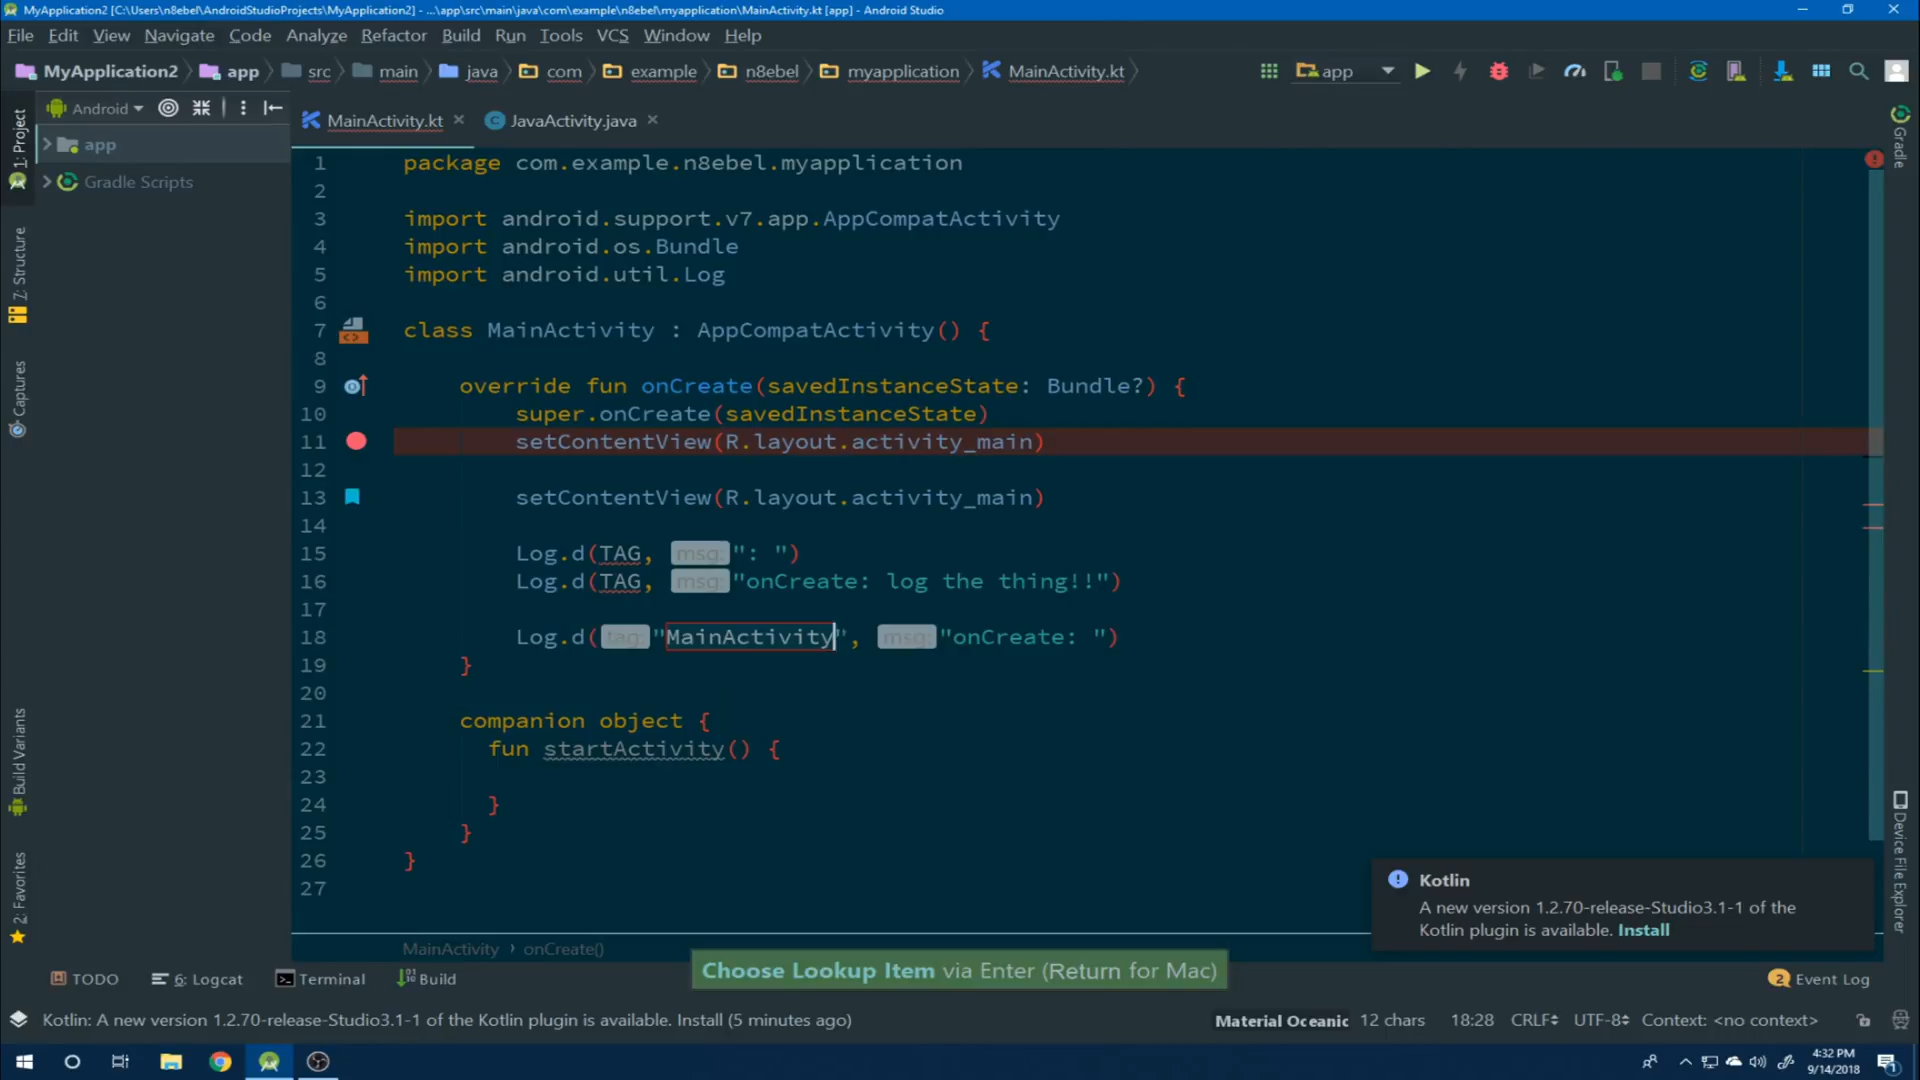 MyApplication2 [C:\Users\n8ebel\AndroidStudioProjects\MyApplication2] - ...\app\src\main\java\com\example\n8ebel\myapplication\MainActivity.kt [app] - Android Studio
File Edit View Navigate Code Analyze Refactor Build Run Tools VCS Window Help
MyApplication2 app src main java com example n8ebel myapplication MainActivity.kt app
Android MainActivity.kt JavaActivity.java
1: Project
7: Structure
Captures
Build Variants
2: Favorites
app
Gradle Scripts
1 package com.example.n8ebel.myapplication
2
3 import android.support.v7.app.AppCompatActivity
4 import android.os.Bundle
5 import android.util.Log
6
7 class MainActivity : AppCompatActivity() {
8
9 override fun onCreate(savedInstanceState: Bundle?) {
10 super.onCreate(savedInstanceState)
11 setContentView(R.layout.activity_main)
12
13 setContentView(R.layout.activity_main)
14
15 Log.d(TAG, msg: ": ")
16 Log.d(TAG, msg: "onCreate: log the thing!!")
17
18 Log.d( tag: "MainActivity", msg: "onCreate: ")
19 }
20
21 companion object {
22 fun startActivity() {
23
24 }
25 }
26 }
27
Gradle
Device File Explorer
Kotlin
A new version 1.2.70-release-Studio3.1-1 of the
Kotlin plugin is available. Install
MainActivity › onCreate()
Choose Lookup Item via Enter (Return for Mac)
TODO 6: Logcat Terminal Build 2 Event Log
Kotlin: A new version 1.2.70-release-Studio3.1-1 of the Kotlin plugin is available. Install (5 minutes ago) Material Oceanic 12 chars 18:28 CRLF UTF-8 Context: <no context>
4:32 PM
9/14/2018
1